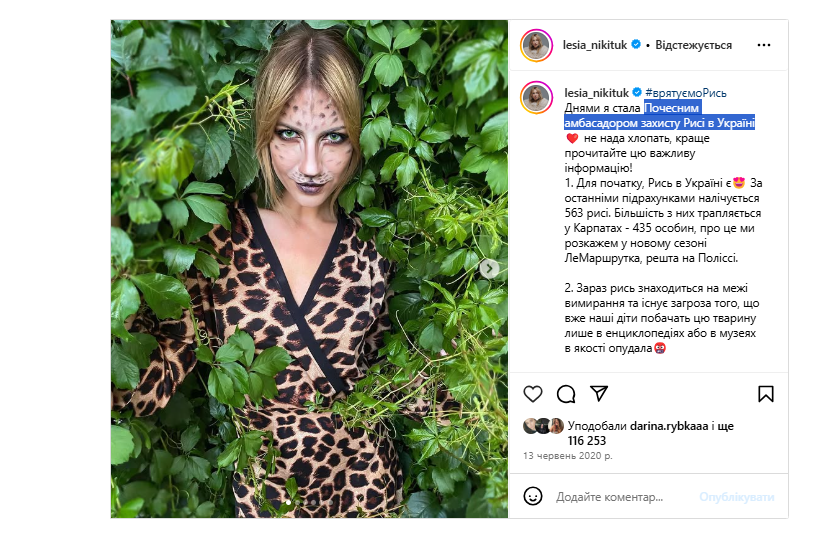 lesia_nikituk • Відстежується
lesia_nikituk #врятуємоРись
Днями я стала Почесним
амбасадором захисту Рисі в Україні
❤️ не нада хлопать, краще
прочитайте цю важливу
інформацію!
1. Для початку, Рись в Україні є😍 За
останніми підрахунками налічується
563 рисі. Більшість з них трапляється
у Карпатах - 435 особин, про це ми
розкажем у новому сезоні
ЛеМаршрутка, решта на Поліссі.
2. Зараз рись знаходиться на межі
вимирання та існує загроза того, що
вже наші діти побачать цю тварину
лише в енциклопедіях або в музеях
в якості опудала🤬
Уподобали darina.rybkaaa і ще
116 253
13 червень 2020 р.
Додайте коментар... Опублікувати